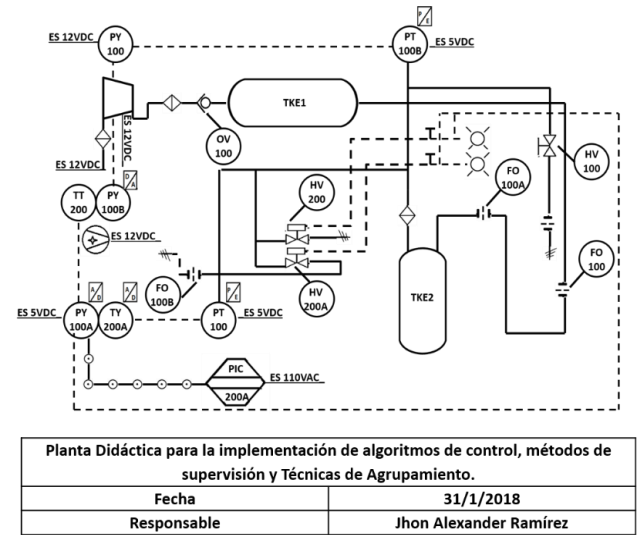 P/E
ES 12VDC
PY
100
PT
100B
ES 5VDC
TKE1
OV
100
ES 12VDC
ES 12VDC
D/A
TT
200
PY
100B
ES 12VDC
HV
200
FO
100A
HV
100
FO
100B
HV
200A
TKE2
FO
100
A/D
A/D
P/E
ES 5VDC
PY
100A
TY
200A
PT
100
ES 5VDC
PIC
200A
ES 110VAC
Planta Didáctica para la implementación de algoritmos de control, métodos de
supervisión y Técnicas de Agrupamiento.
Fecha
31/1/2018
Responsable
Jhon Alexander Ramírez